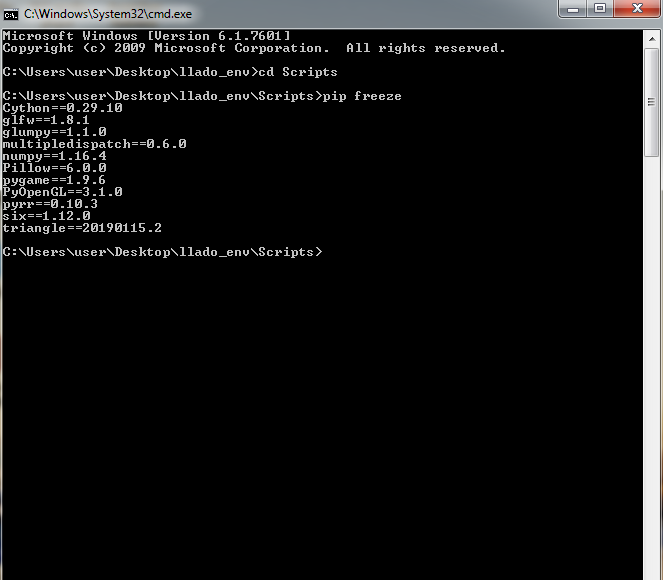 C:\Windows\System32\cmd.exe
Microsoft Windows [Version 6.1.7601]
Copyright (c) 2009 Microsoft Corporation.  All rights reserved.
C:\Users\user\Desktop\llado_env>cd Scripts
C:\Users\user\Desktop\llado_env\Scripts>pip freeze
Cython==0.29.10
glfw==1.8.1
glumpy==1.1.0
multipledispatch==0.6.0
numpy==1.16.4
Pillow==6.0.0
pygame==1.9.6
PyOpenGL==3.1.0
pyrr==0.10.3
six==1.12.0
triangle==20190115.2
C:\Users\user\Desktop\llado_env\Scripts>